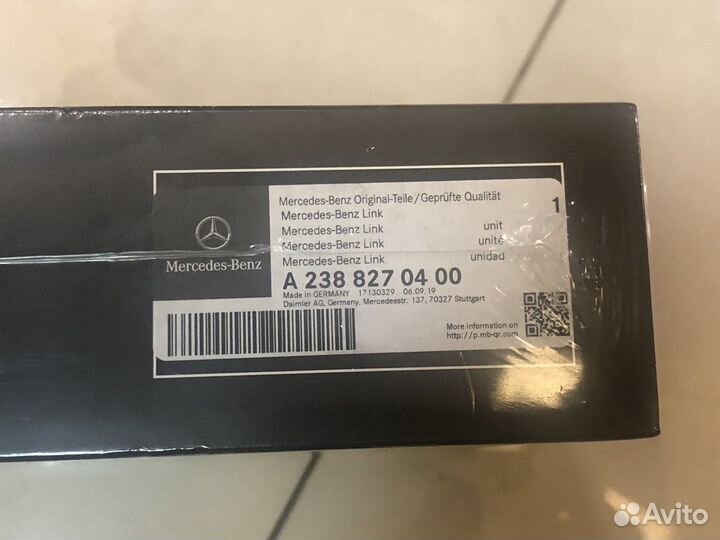 Mercedes-Benz Original-Teile/Geprüfte Qualität
Mercedes-Benz Link 1
Mercedes-Benz Link unit
Mercedes-Benz Link unité
Mercedes-Benz Link unidad
Mercedes-Benz
A 238 827 04 00
Made in GERMANY 17130329 06.09.19
Daimler AG, Germany, Mercedesstr. 137, 70327 Stuttgart
More information on
http://p.mb-qr.com
Avito